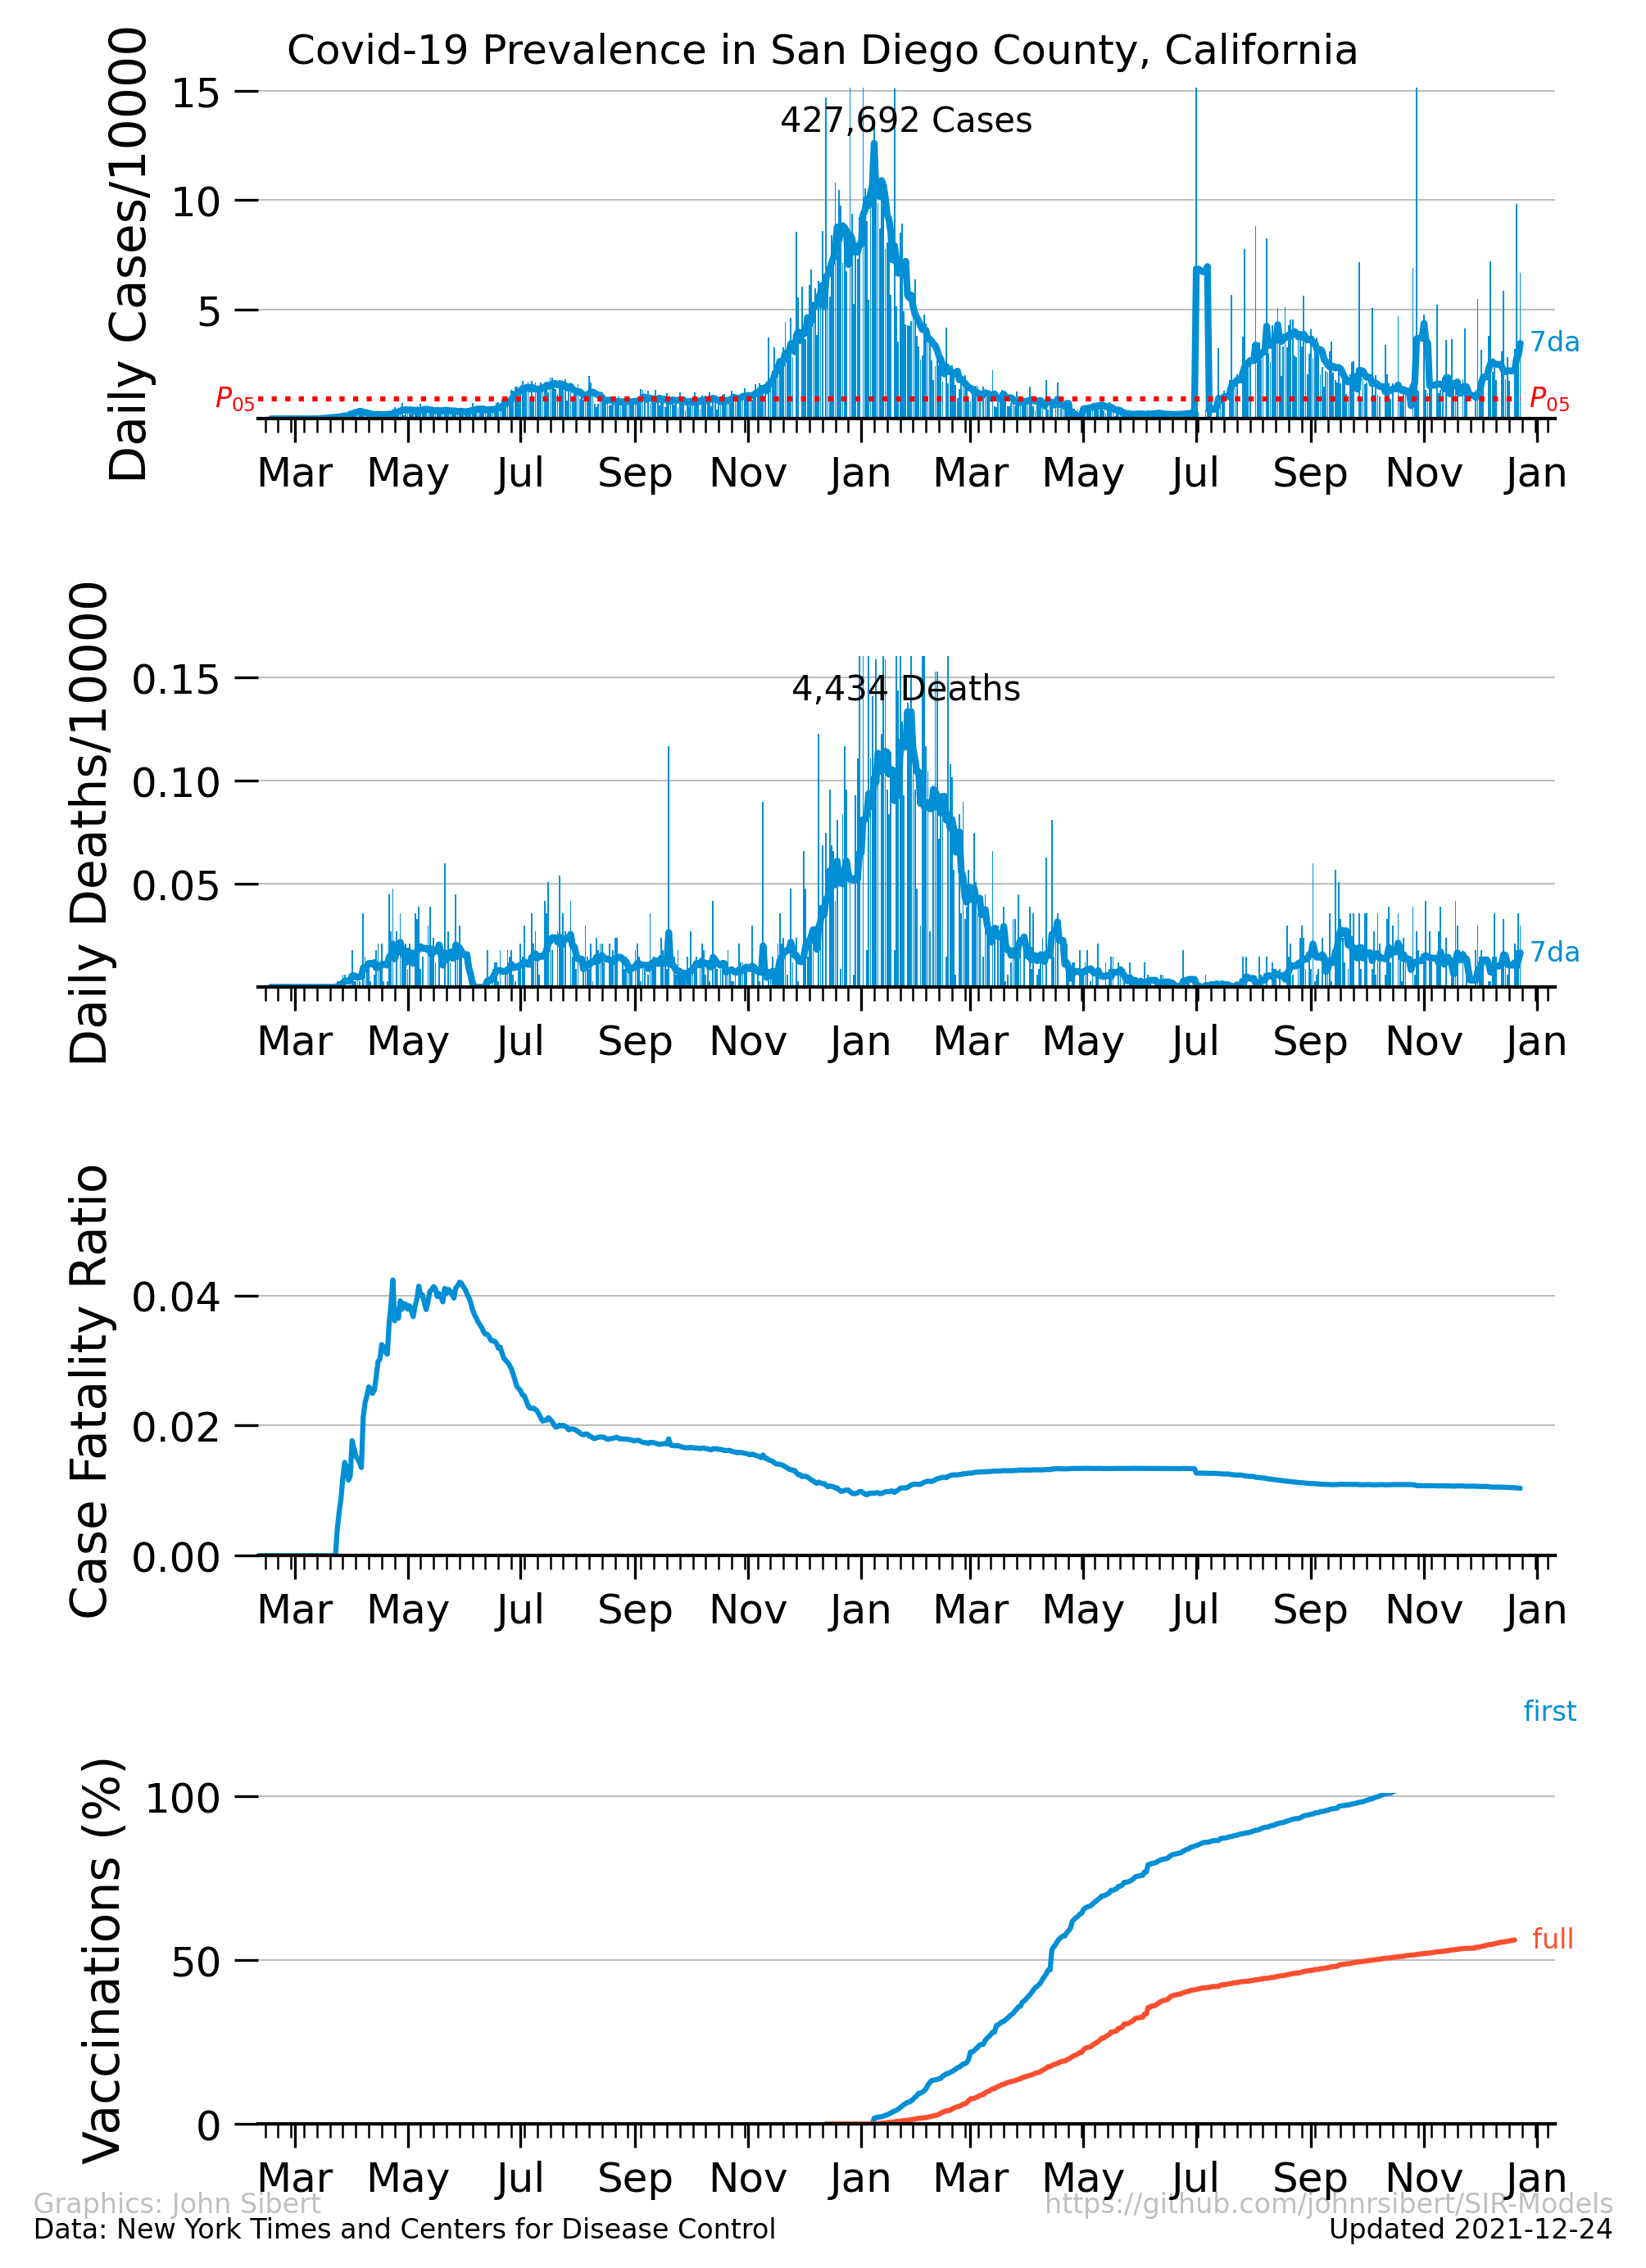 Covid-19 Prevalence in San Diego County, California
Daily Cases/10000
15
10
5
427,692 Cases
7da
P05
P05
Mar May Jul Sep Nov Jan Mar May Jul Sep Nov Jan
Daily Deaths/10000
0.15
0.10
0.05
4,434 Deaths
7da
Mar May Jul Sep Nov Jan Mar May Jul Sep Nov Jan
Case Fatality Ratio
0.04
0.02
0.00
Mar May Jul Sep Nov Jan Mar May Jul Sep Nov Jan
Vaccinations (%)
first
100
50
full
0
Mar May Jul Sep Nov Jan Mar May Jul Sep Nov Jan
Graphics: John Sibert
https://github.com/johnrsibert/SIR-Models
Data: New York Times and Centers for Disease Control
Updated 2021-12-24